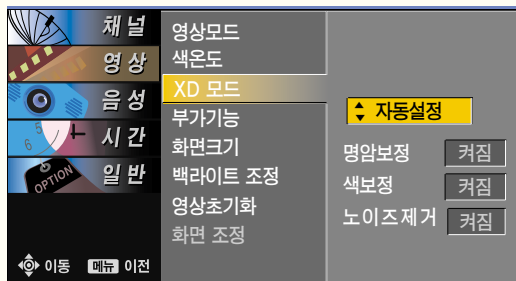 채널
영상
음성
시간
일반
6
5
OPTION
이동 메뉴 이전
영상모드
색온도
XD 모드
부가기능
화면크기
백라이트 조정
영상초기화
화면 조정
자동설정
명암보정 켜짐
색보정 켜짐
노이즈제거 켜짐